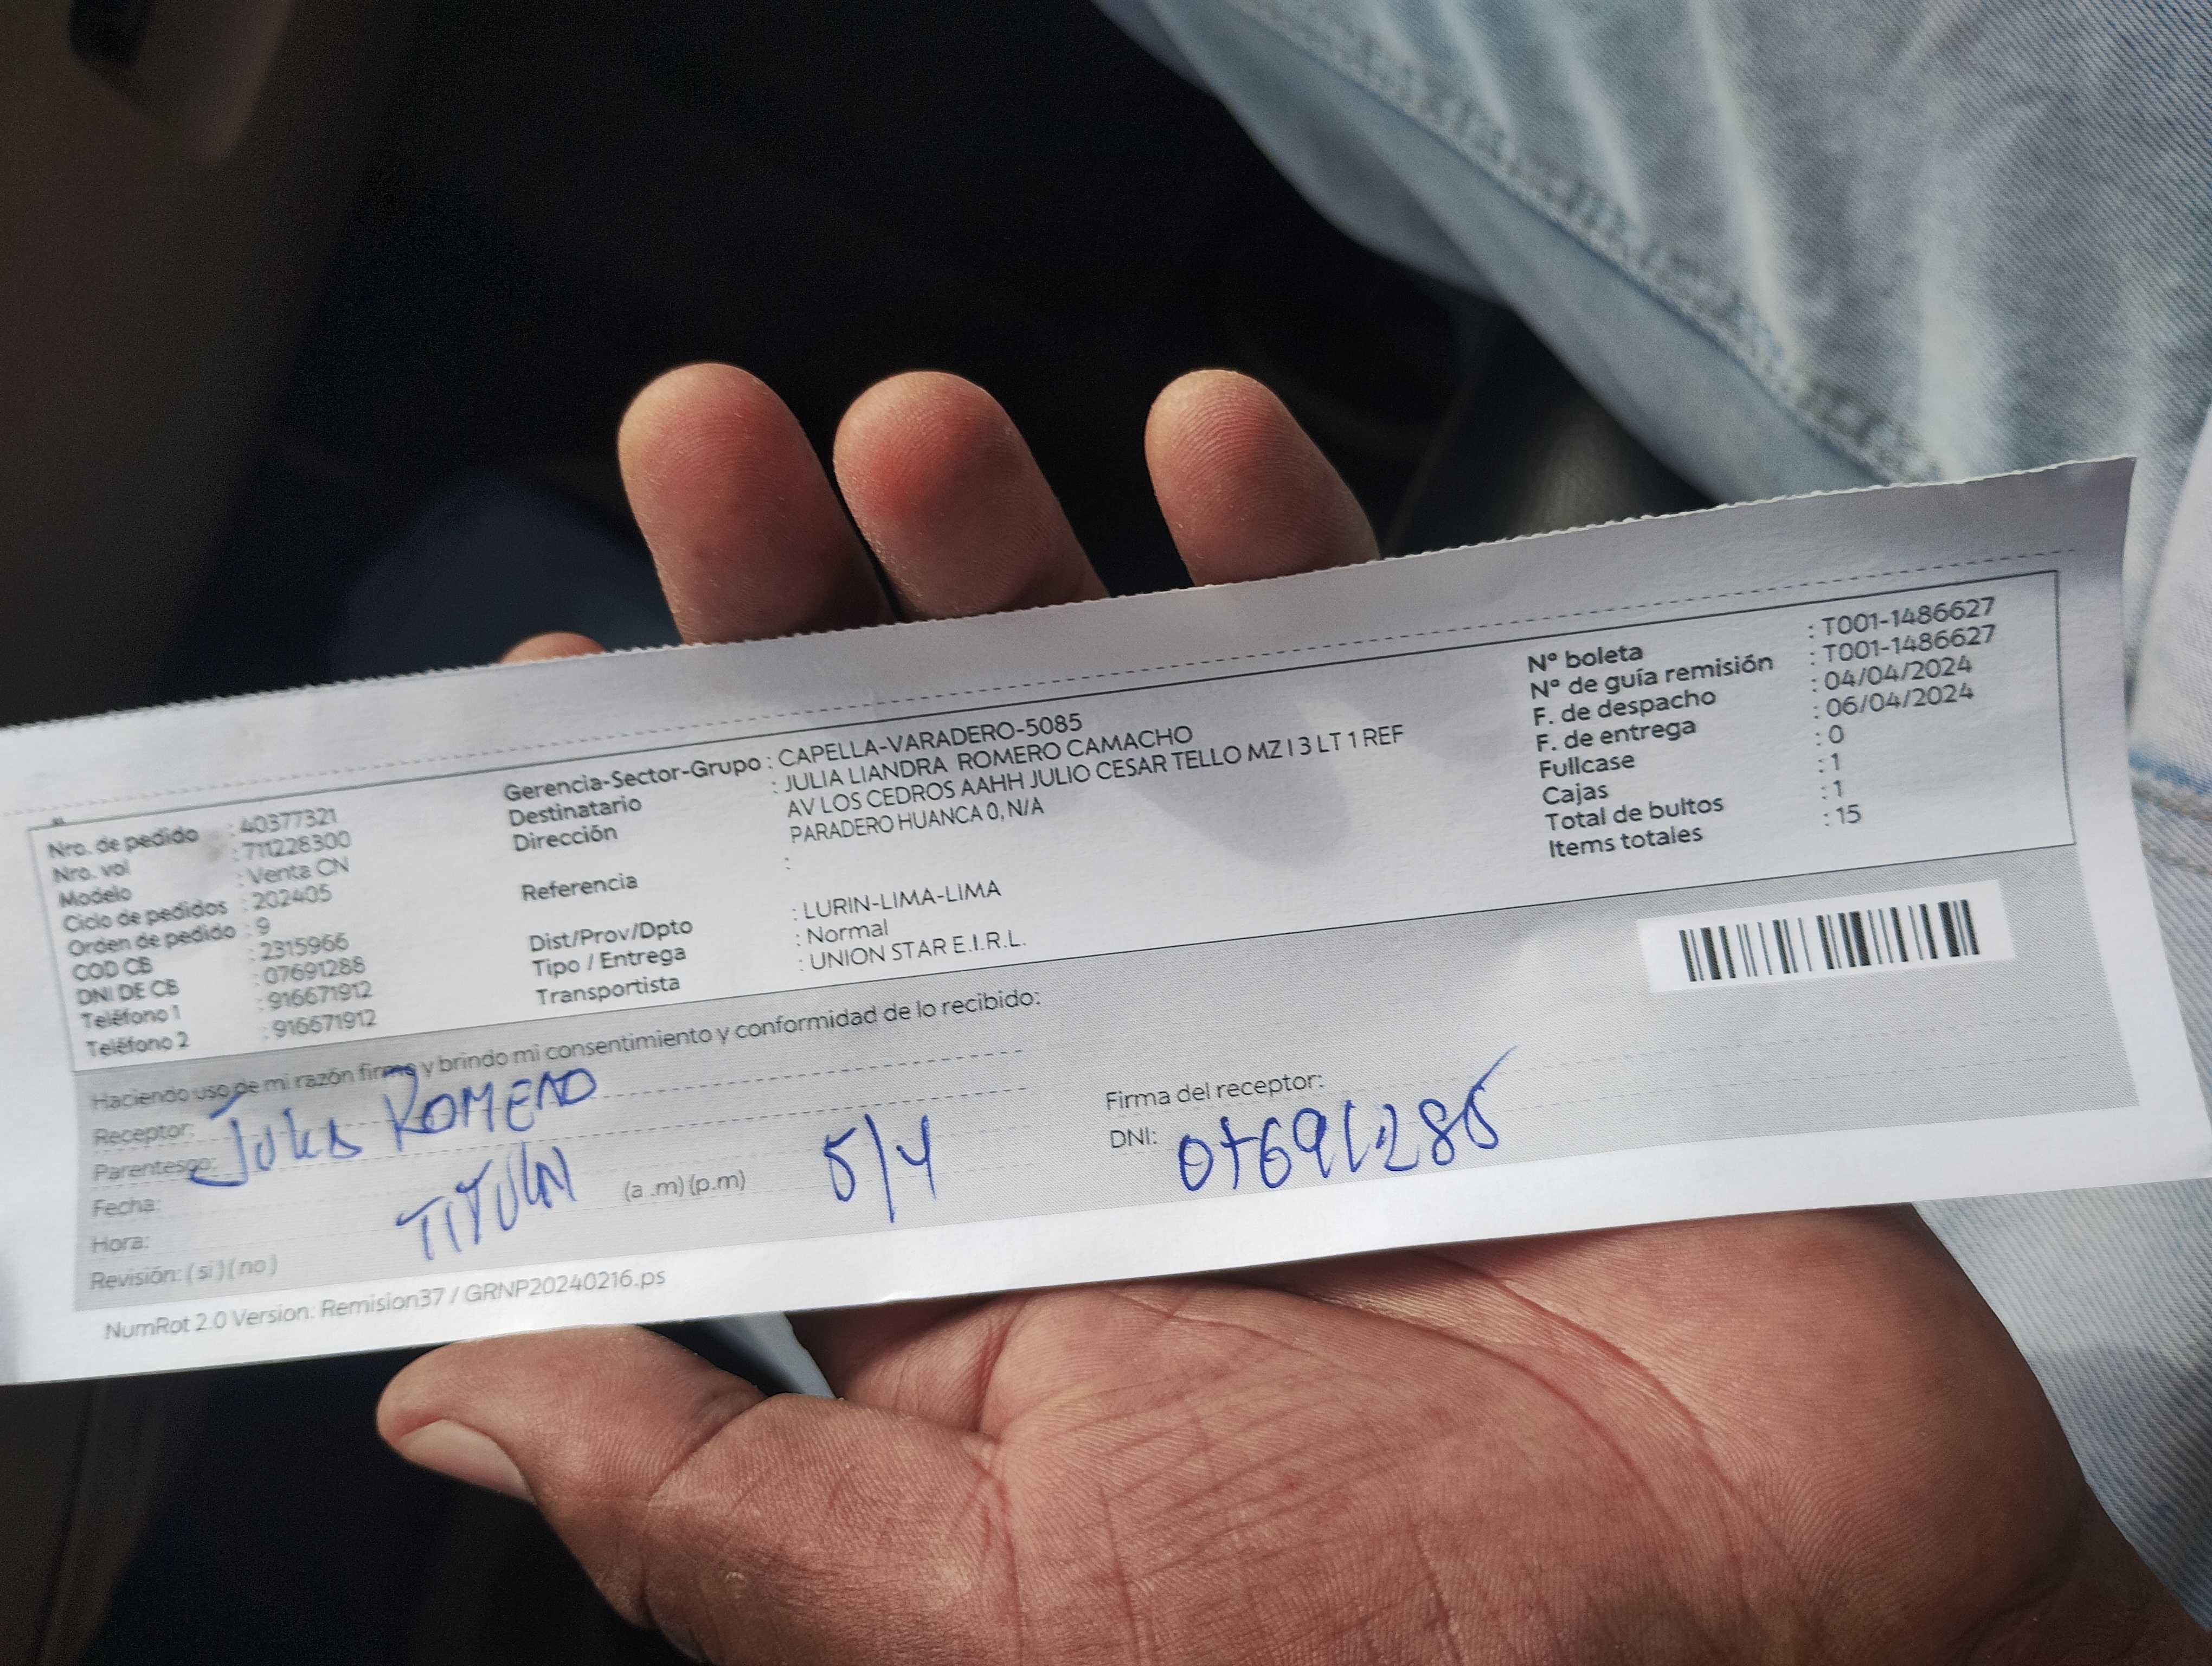 Nro. de pedido : 40377321
Nro. vol : 711228300
Modelo : Venta CN
Ciclo de pedidos : 202405
Orden de pedido : 9
COD CB : 2315966
DNI DE CB : 07691288
Teléfono 1 : 916671912
Teléfono 2 : 916671912
Gerencia-Sector-Grupo : CAPELLA-VARADERO-5085
Destinatario : JULIA LIANDRA ROMERO CAMACHO
Dirección AV LOS CEDROS AAHH JULIO CESAR TELLO MZ I 3 LT 1 REF
PARADERO HUANCA 0, N/A
Referencia :
Dist/Prov/Dpto : LURIN-LIMA-LIMA
Tipo / Entrega : Normal
Transportista : UNION STAR E.I.R.L.
Nº boleta : T001-1486627
Nº de guía remisión : T001-1486627
F. de despacho : 04/04/2024
F. de entrega : 06/04/2024
Fullcase : 0
Cajas : 1
Total de bultos : 1
Items totales : 15
Haciendo uso de mi razón firmo y brindo mi consentimiento y conformidad de lo recibido:
Receptor: Julia ROMERO
Parentesco:
Fecha:
Hora: TITULAR (a .m) (p.m) 5/4
Revisión: ( si ) ( no )
Firma del receptor:
DNI: 07691288
NumRot 2.0 Version: Remision37 / GRNP20240216.ps